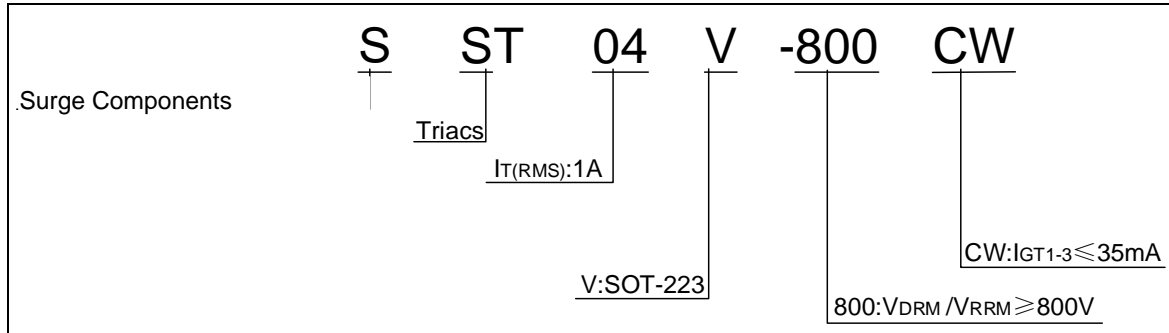 S ST 04 V -800 CW
.Surge Components
Triacs
IT(RMS):1A
CW:IGT1-3≤35mA
V:SOT-223
800:VDRM /VRRM≥800V